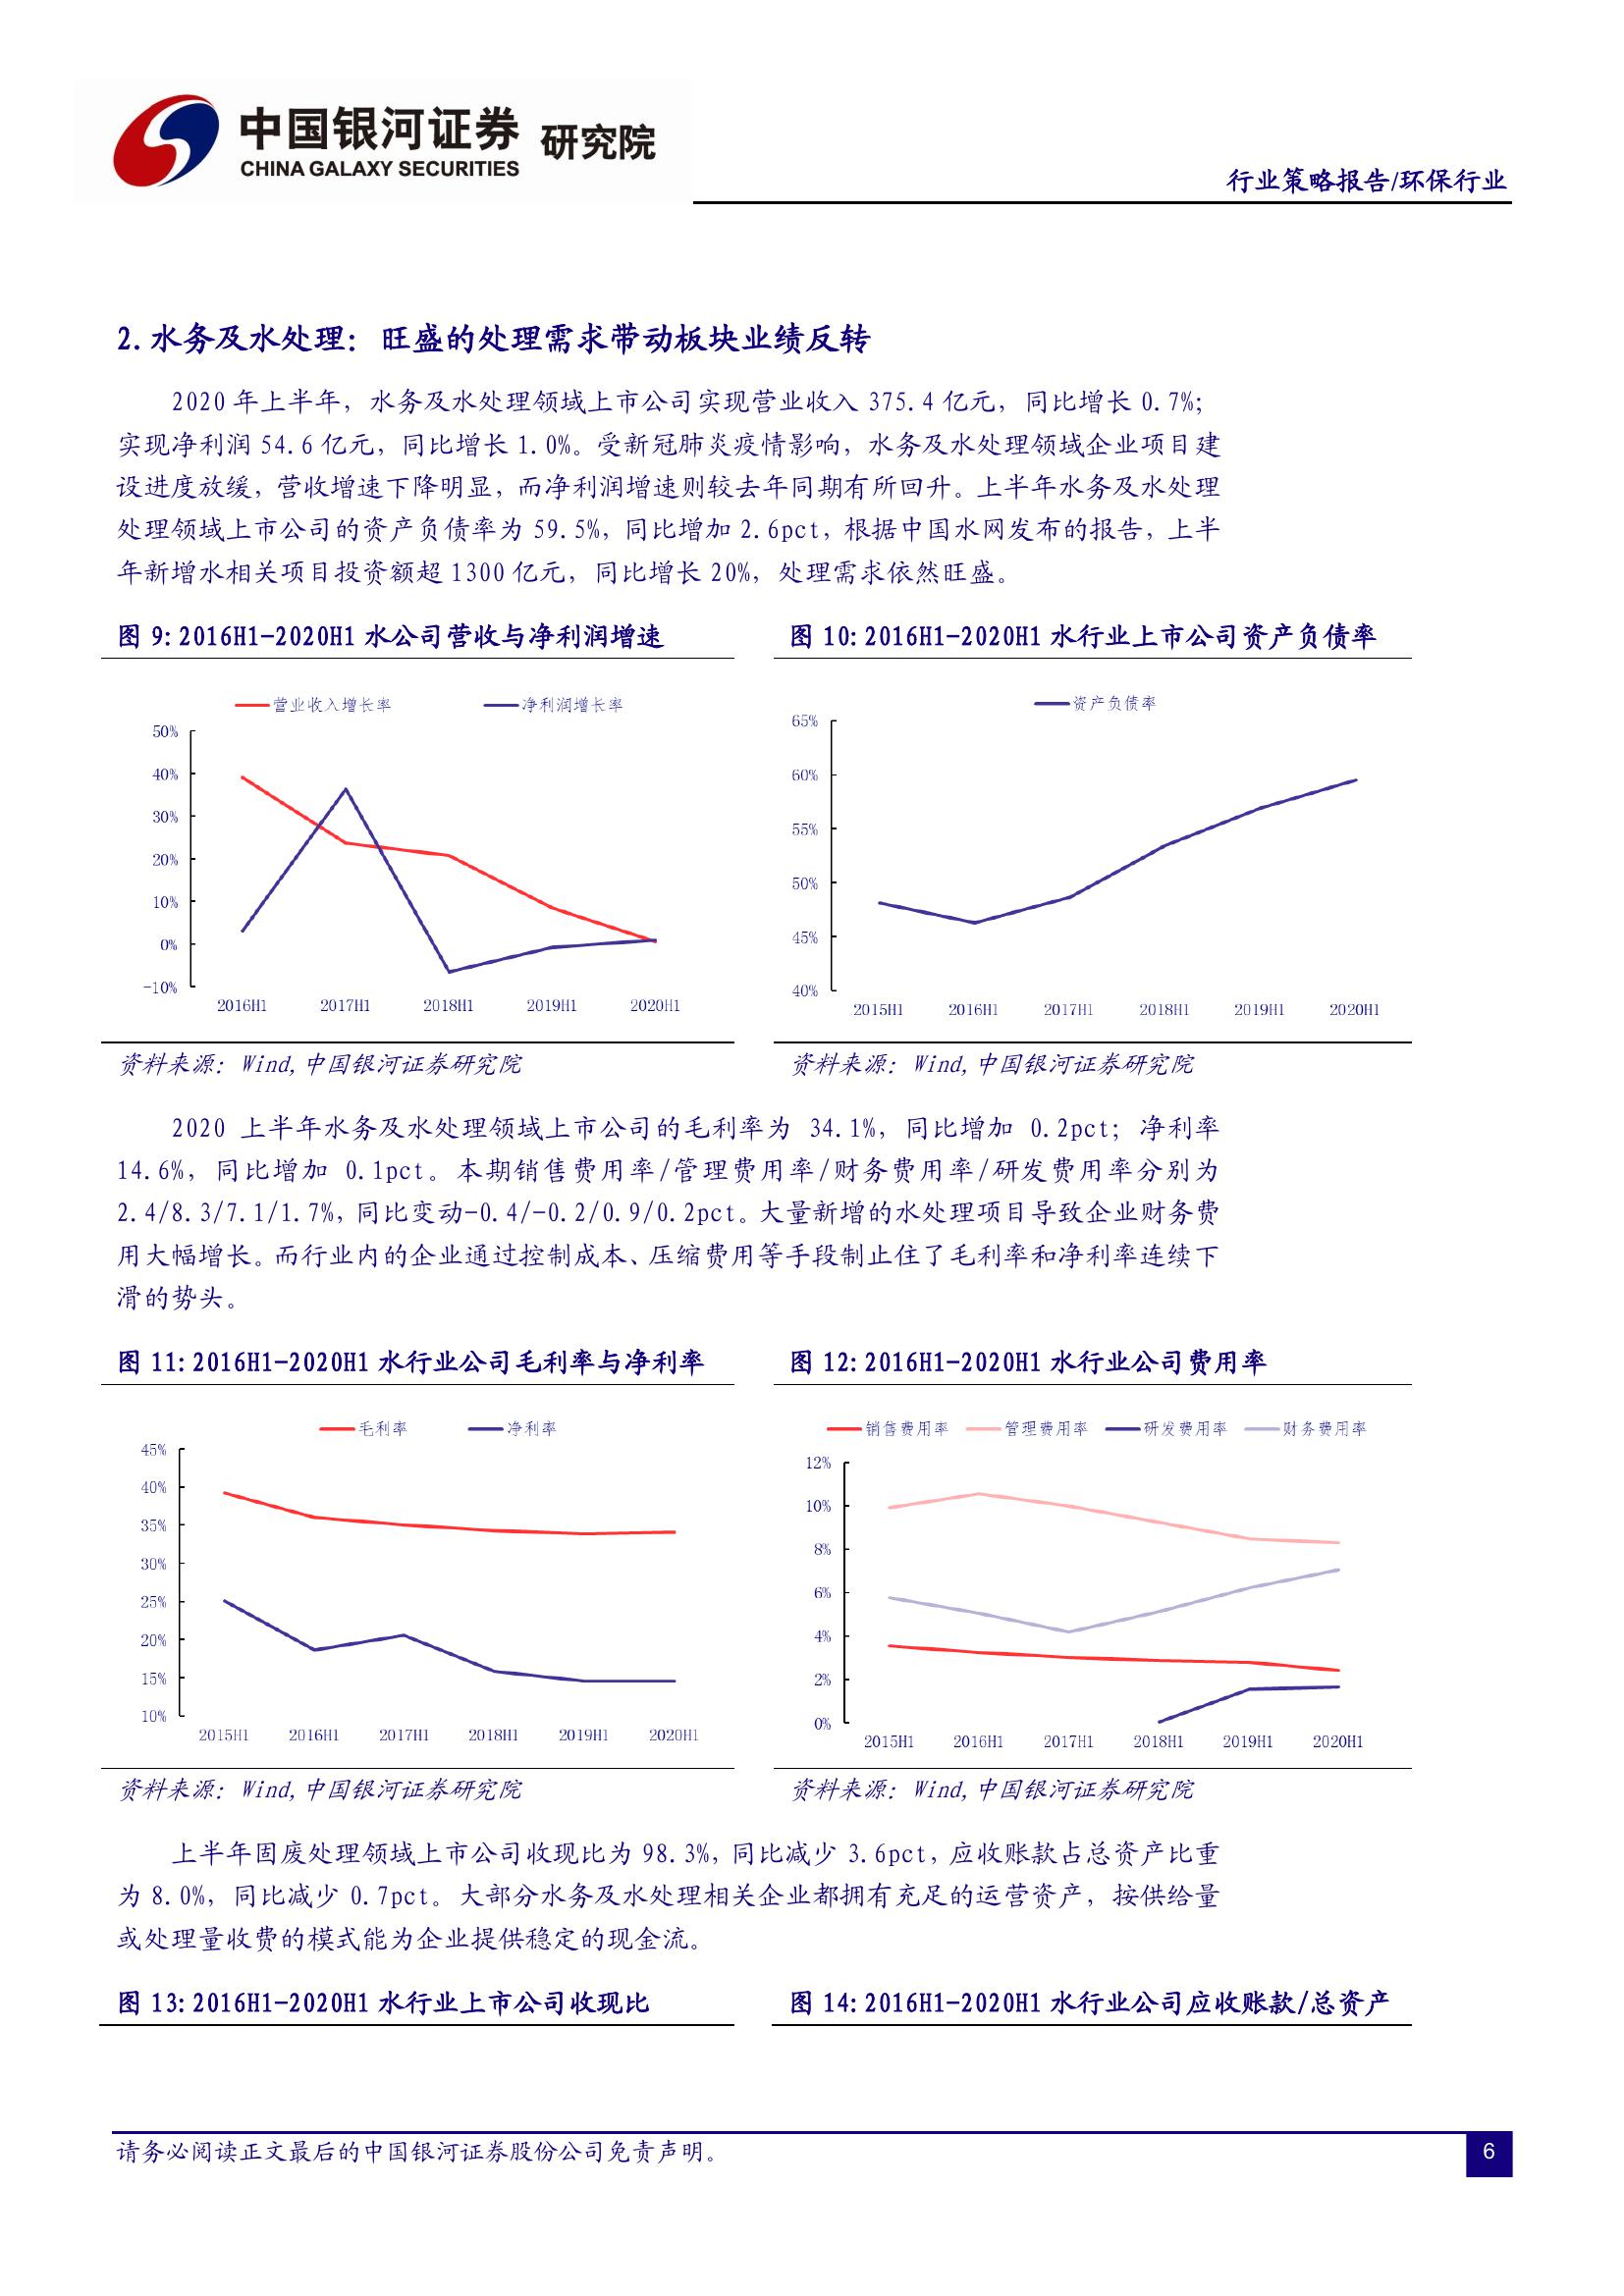 中国银河证券 研究院
CHINA GALAXY SECURITIES
行业策略报告/环保行业
2.水务及水处理：旺盛的处理需求带动板块业绩反转
2020年上半年，水务及水处理领域上市公司实现营业收入375.4亿元，同比增长0.7%；
实现净利润54.6亿元，同比增长1.0%。受新冠肺炎疫情影响，水务及水处理领域企业项目建
设进度放缓，营收增速下降明显，而净利润增速则较去年同期有所回升。上半年水务及水处理
处理领域上市公司的资产负债率为59.5%，同比增加2.6pct，根据中国水网发布的报告，上半
年新增水相关项目投资额超1300亿元，同比增长20%，处理需求依然旺盛。
图 9: 2016H1-2020H1 水公司营收与净利润增速
营业收入增长率 净利润增长率
50%
40%
30%
20%
10%
0%
-10%
2016H1 2017H1 2018H1 2019H1 2020H1
资料来源：Wind,中国银河证券研究院
图 10: 2016H1-2020H1 水行业上市公司资产负债率
资产负债率
65%
60%
55%
50%
45%
40%
2015H1 2016H1 2017H1 2018H1 2019H1 2020H1
资料来源：Wind,中国银河证券研究院
2020 上半年水务及水处理领域上市公司的毛利率为 34.1%，同比增加 0.2pct；净利率
14.6%，同比增加 0.1pct。本期销售费用率/管理费用率/财务费用率/研发费用率分别为
2.4/8.3/7.1/1.7%，同比变动-0.4/-0.2/0.9/0.2pct。大量新增的水处理项目导致企业财务费
用大幅增长。而行业内的企业通过控制成本、压缩费用等手段制止住了毛利率和净利率连续下
滑的势头。
图 11: 2016H1-2020H1 水行业公司毛利率与净利率
毛利率 净利率
45%
40%
35%
30%
25%
20%
15%
10%
2015H1 2016H1 2017H1 2018H1 2019H1 2020H1
资料来源：Wind,中国银河证券研究院
图 12: 2016H1-2020H1 水行业公司费用率
销售费用率 管理费用率 研发费用率 财务费用率
12%
10%
8%
6%
4%
2%
0%
2015H1 2016H1 2017H1 2018H1 2019H1 2020H1
资料来源：Wind,中国银河证券研究院
上半年固废处理领域上市公司收现比为98.3%，同比减少3.6pct，应收账款占总资产比重
为8.0%，同比减少0.7pct。大部分水务及水处理相关企业都拥有充足的运营资产，按供给量
或处理量收费的模式能为企业提供稳定的现金流。
图 13: 2016H1-2020H1 水行业上市公司收现比
图 14: 2016H1-2020H1 水行业公司应收账款/总资产
请务必阅读正文最后的中国银河证券股份公司免责声明。
6